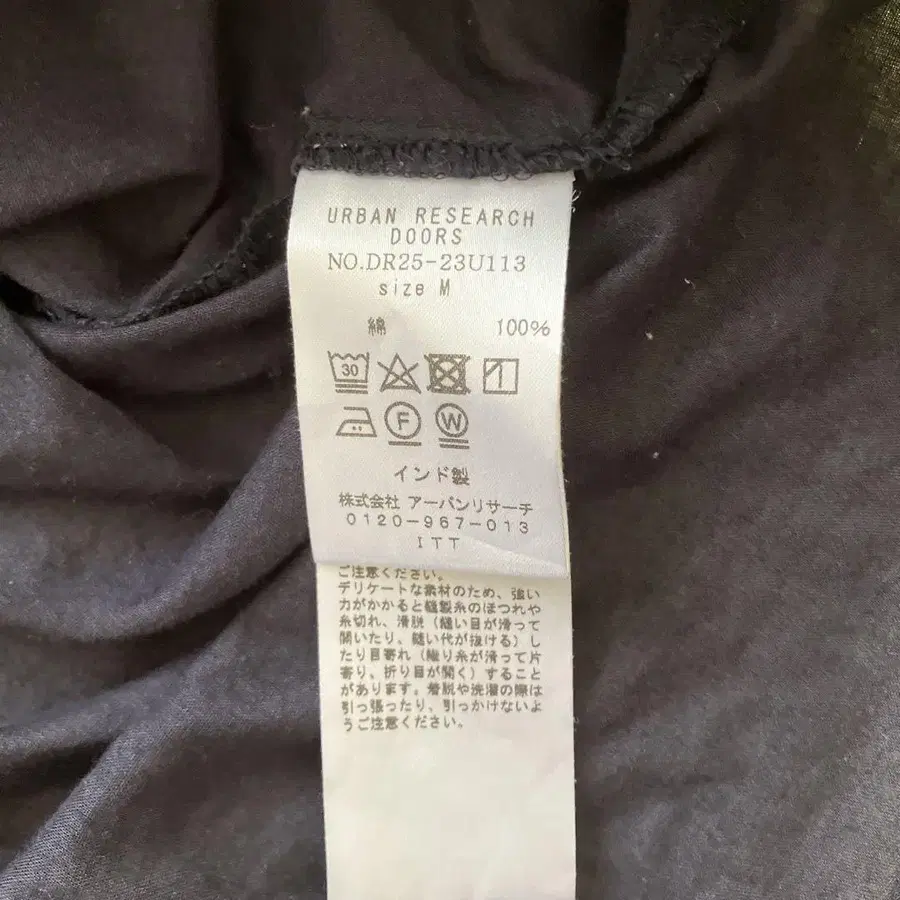 URBAN RESEARCH
DOORS
NO.DR25-23U113
size M
綿 100%
30
F W
インド製
株式会社 アーバンリサーチ
0120-967-013
ITT
ご注意ください。
デリケートな素材のため、強い
力がかかると縫製糸のほつれや
糸切れ、滑脱（縫い目が滑って
開いたり、縫い代が抜ける）し
たり目寄れ（織り糸が滑って片
寄り、折り目が開く）すること
があります。着脱や洗濯の際は
引っ張ったり、引っかけないよ
うご注意ください。